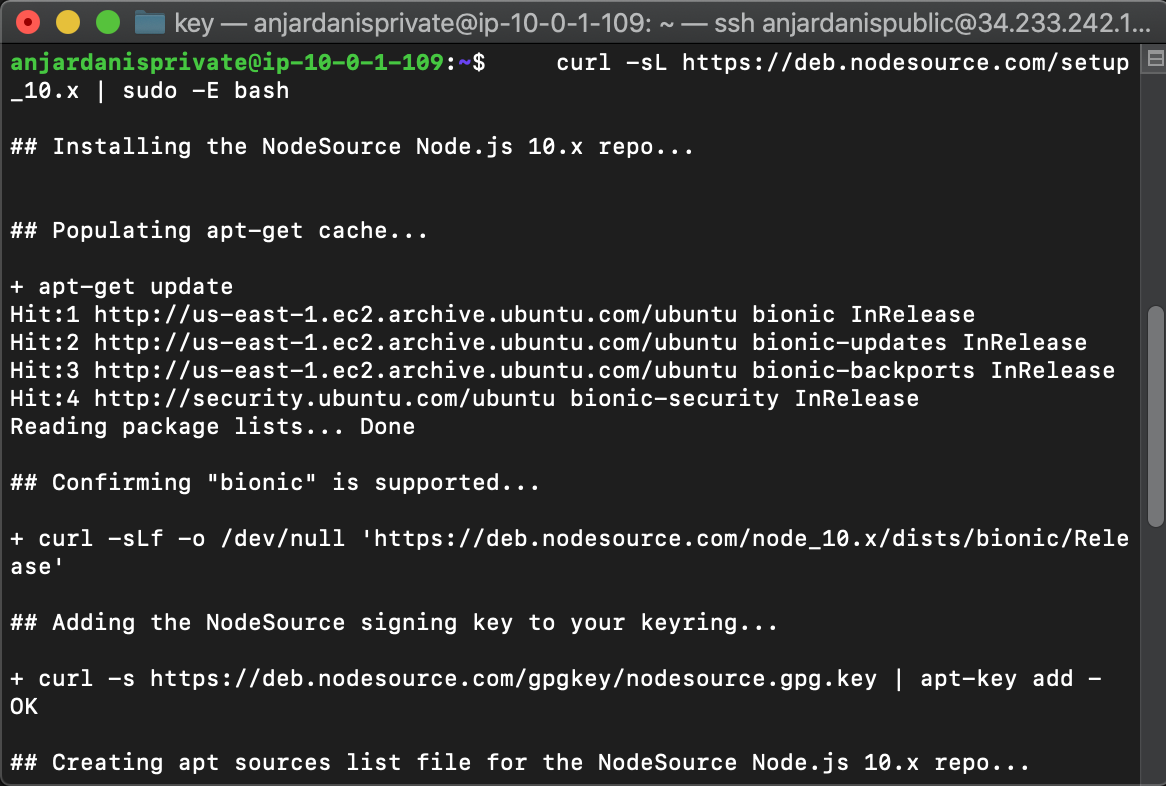 key — anjardanisprivate@ip-10-0-1-109: ~ — ssh anjardanispublic@34.233.242.1...
anjardanisprivate@ip-10-0-1-109:~$     curl -sL https://deb.nodesource.com/setup
_10.x | sudo -E bash
## Installing the NodeSource Node.js 10.x repo...
## Populating apt-get cache...
+ apt-get update
Hit:1 http://us-east-1.ec2.archive.ubuntu.com/ubuntu bionic InRelease
Hit:2 http://us-east-1.ec2.archive.ubuntu.com/ubuntu bionic-updates InRelease
Hit:3 http://us-east-1.ec2.archive.ubuntu.com/ubuntu bionic-backports InRelease
Hit:4 http://security.ubuntu.com/ubuntu bionic-security InRelease
Reading package lists... Done
## Confirming "bionic" is supported...
+ curl -sLf -o /dev/null 'https://deb.nodesource.com/node_10.x/dists/bionic/Rele
ase'
## Adding the NodeSource signing key to your keyring...
+ curl -s https://deb.nodesource.com/gpgkey/nodesource.gpg.key | apt-key add -
OK
## Creating apt sources list file for the NodeSource Node.js 10.x repo...